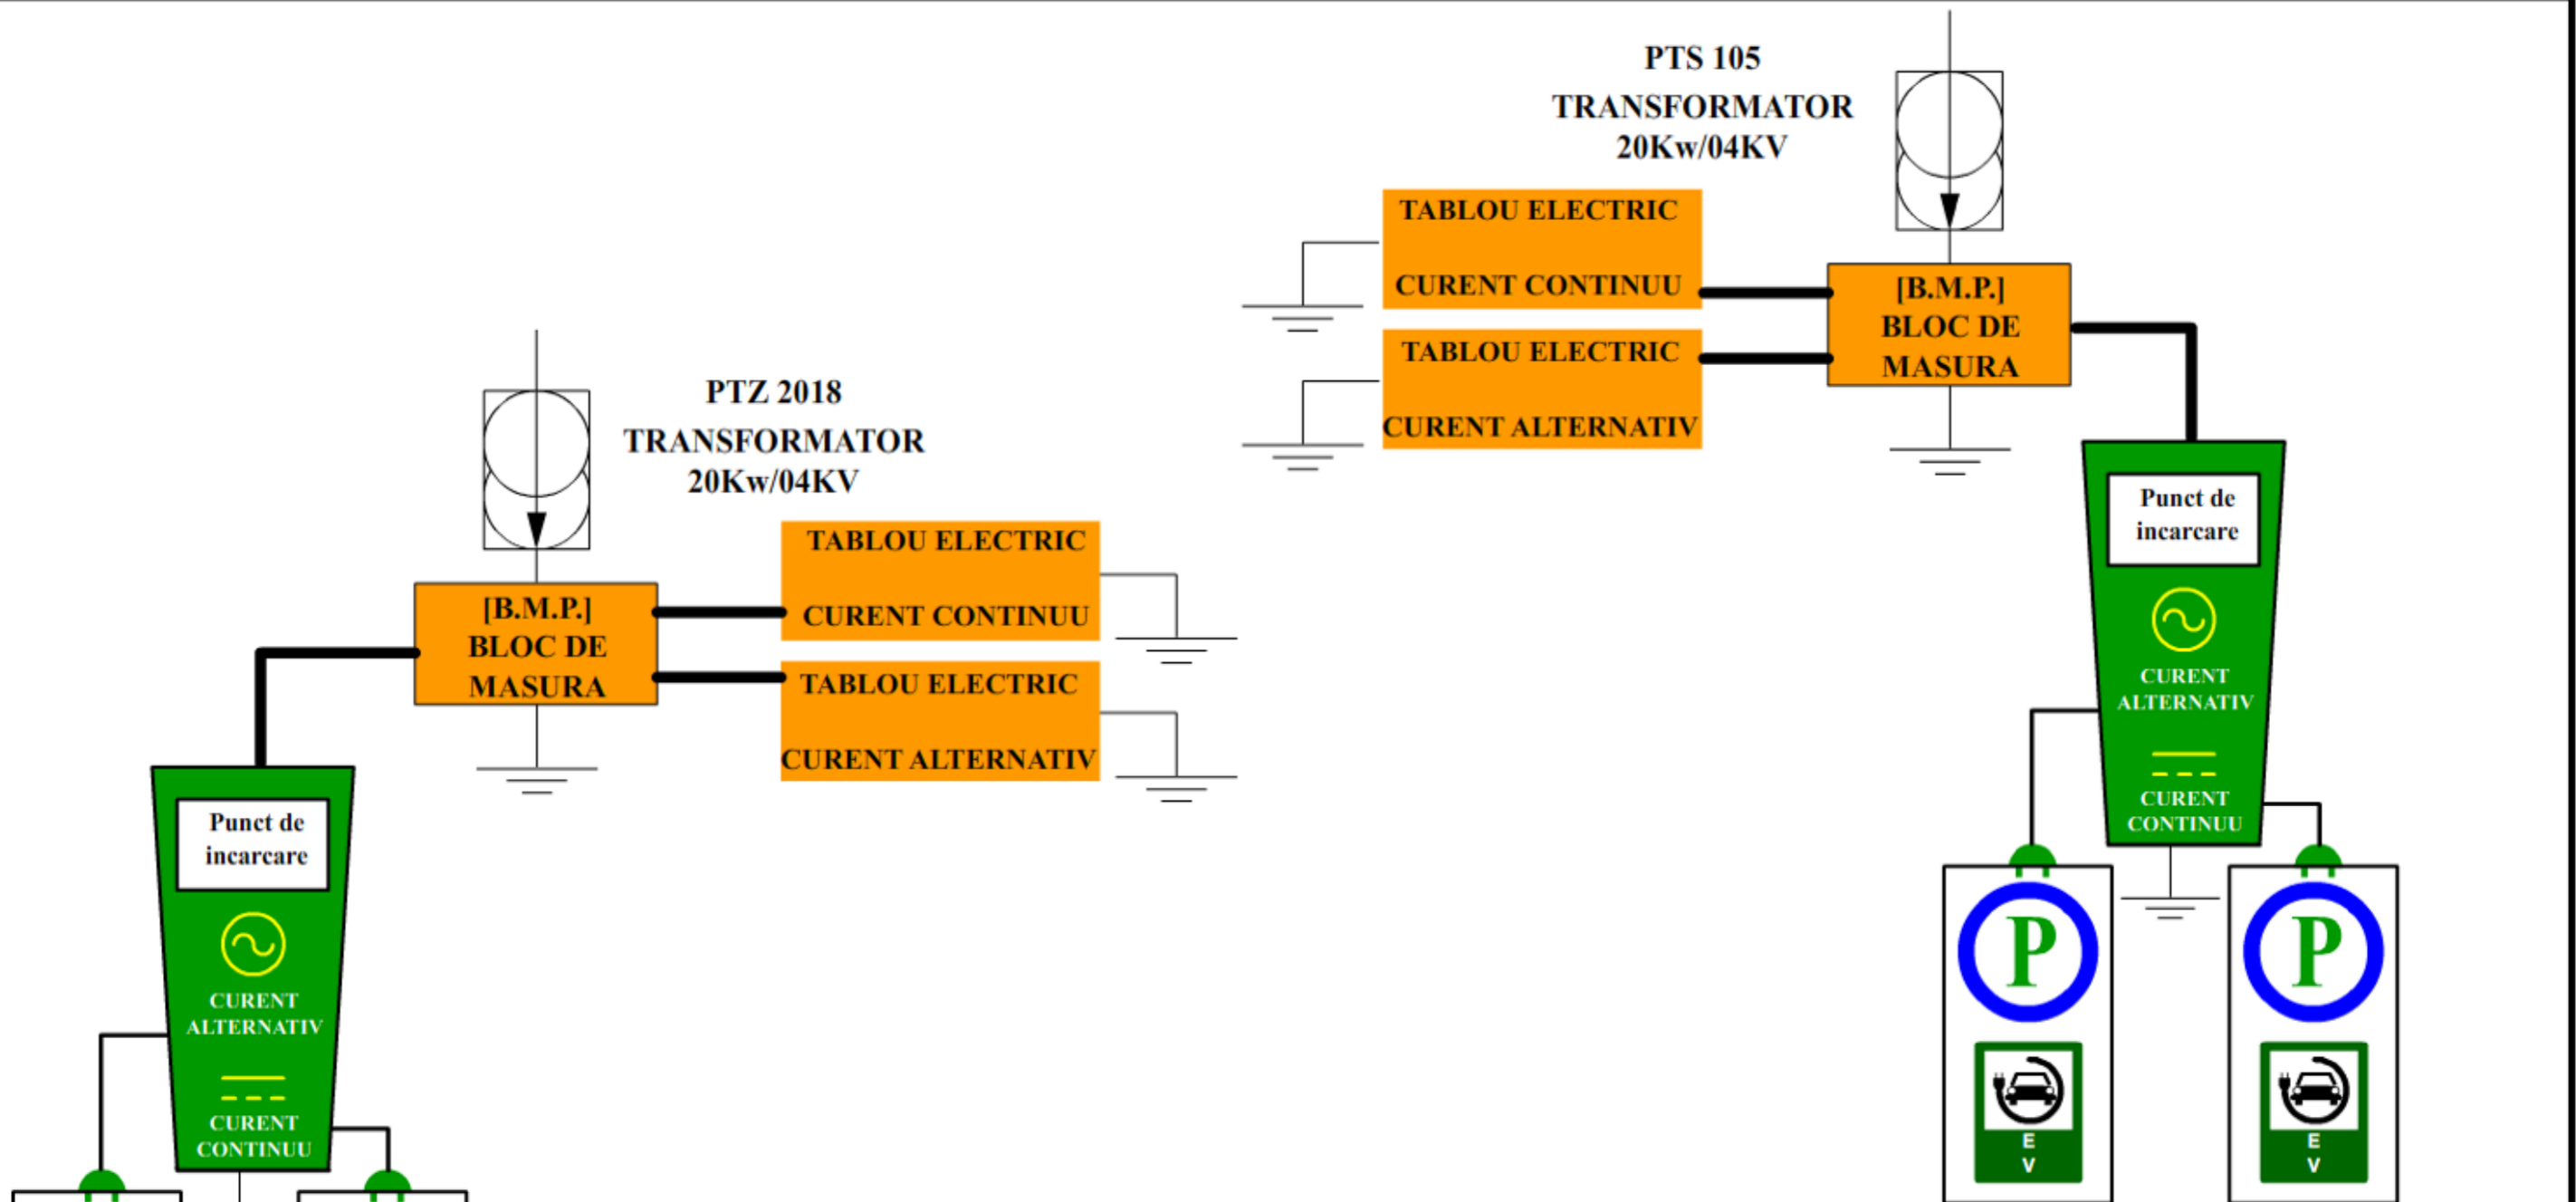 PTS 105
TRANSFORMATOR
20Kw/04KV
TABLOU ELECTRIC
CURENT CONTINUU
TABLOU ELECTRIC
CURENT ALTERNATIV
[B.M.P.]
BLOC DE
MASURA
Punct de
incarcare
CURENT
ALTERNATIV
CURENT
CONTINUU
P
E
V
P
E
V
PTZ 2018
TRANSFORMATOR
20Kw/04KV
[B.M.P.]
BLOC DE
MASURA
TABLOU ELECTRIC
CURENT CONTINUU
TABLOU ELECTRIC
CURENT ALTERNATIV
Punct de
incarcare
CURENT
ALTERNATIV
CURENT
CONTINUU